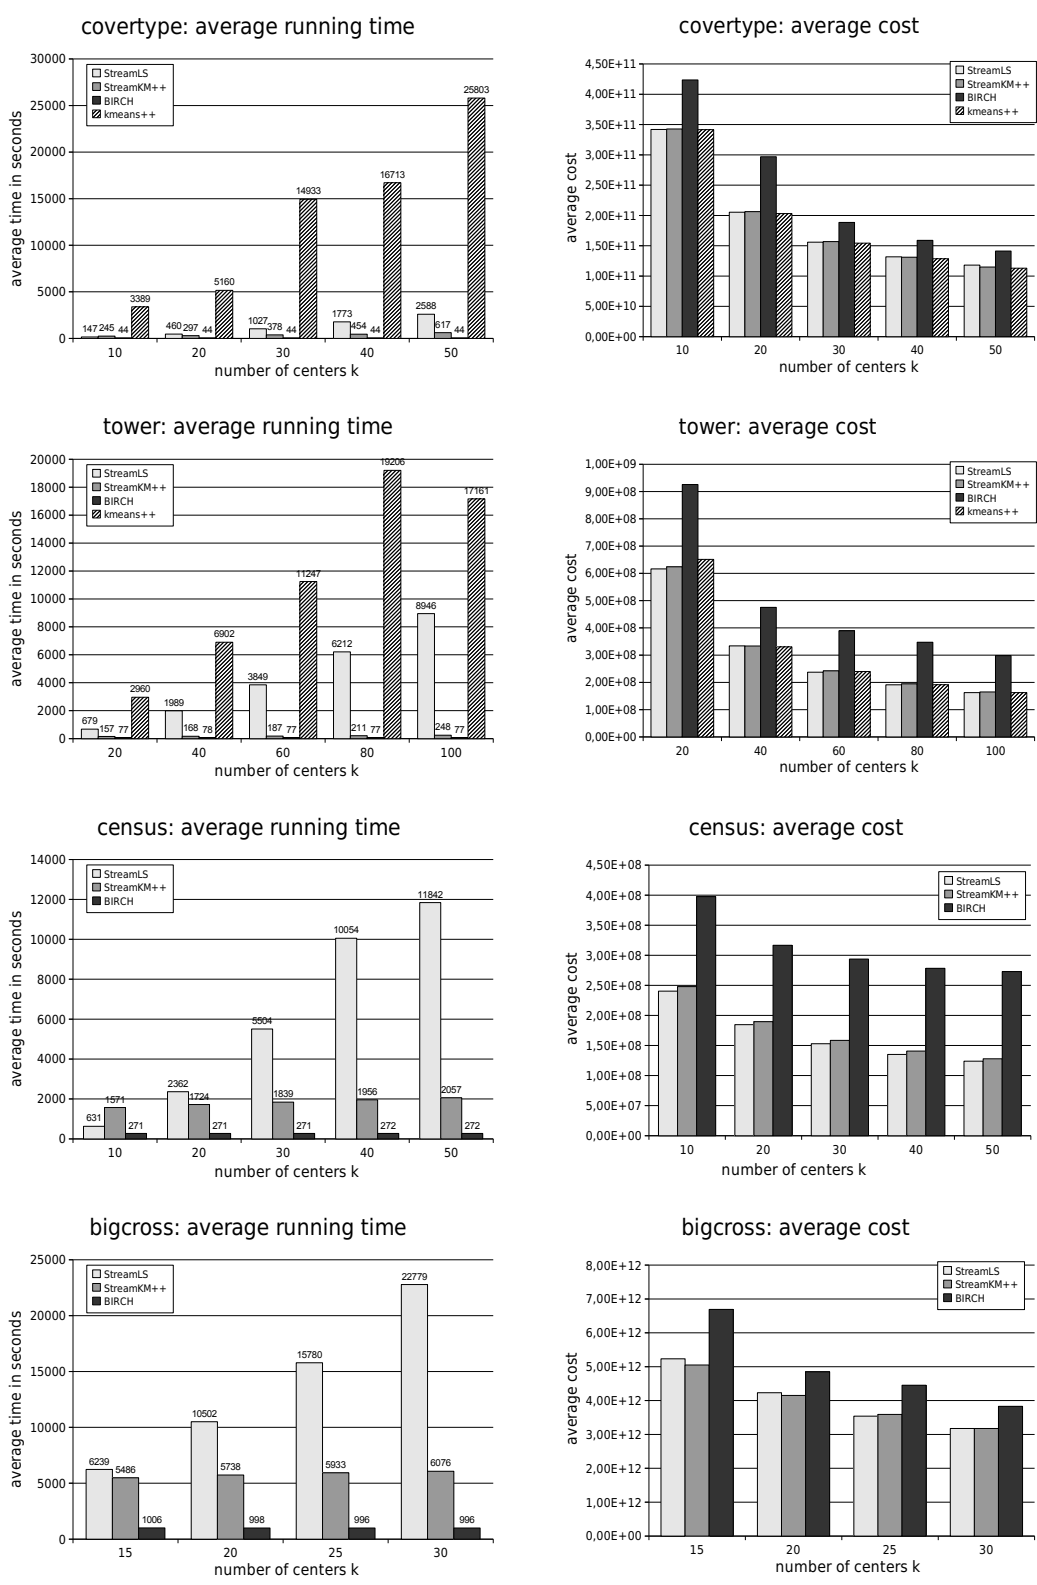 covertype: average running time
average time in seconds
30000
25000
20000
15000
10000
5000
0
StreamLS
StreamKM++
BIRCH
kmeans++
147 245 44 3389
460 297 44 5160
1027 378 44 14933
1773 454 44 16713
2588 617 44 25803
10 20 30 40 50
number of centers k
covertype: average cost
average cost
4,50E+11
4,00E+11
3,50E+11
3,00E+11
2,50E+11
2,00E+11
1,50E+11
1,00E+11
5,00E+10
0,00E+00
StreamLS
StreamKM++
BIRCH
kmeans++
10 20 30 40 50
number of centers k
tower: average running time
average time in seconds
20000
18000
16000
14000
12000
10000
8000
6000
4000
2000
0
StreamLS
StreamKM++
BIRCH
kmeans++
679 157 77 2960
1989 168 78 6902
3849 187 77 11247
6212 211 77 19206
8946 248 77 17161
20 40 60 80 100
number of centers k
tower: average cost
average cost
1,00E+09
9,00E+08
8,00E+08
7,00E+08
6,00E+08
5,00E+08
4,00E+08
3,00E+08
2,00E+08
1,00E+08
0,00E+00
StreamLS
StreamKM++
BIRCH
kmeans++
20 40 60 80 100
number of centers k
census: average running time
average time in seconds
14000
12000
10000
8000
6000
4000
2000
0
StreamLS
StreamKM++
BIRCH
631 1571 271
2362 1724 271
5504 1839 271
10054 1956 272
11842 2057 272
10 20 30 40 50
number of centers k
census: average cost
average cost
4,50E+08
4,00E+08
3,50E+08
3,00E+08
2,50E+08
2,00E+08
1,50E+08
1,00E+08
5,00E+07
0,00E+00
StreamLS
StreamKM++
BIRCH
10 20 30 40 50
number of centers k
bigcross: average running time
average time in seconds
25000
20000
15000
10000
5000
0
StreamLS
StreamKM++
BIRCH
6239 5486 1006
10502 5738 998
15780 5933 996
22779 6076 996
15 20 25 30
number of centers k
bigcross: average cost
average cost
8,00E+12
7,00E+12
6,00E+12
5,00E+12
4,00E+12
3,00E+12
2,00E+12
1,00E+12
0,00E+00
StreamLS
StreamKM++
BIRCH
15 20 25 30
number of centers k